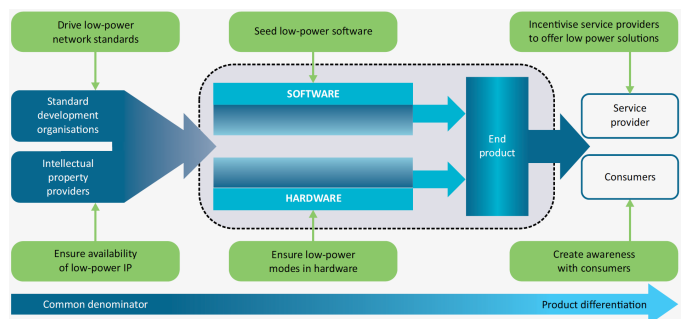 Drive low-power
network standards
Seed low-power software
Incentivise service providers
to offer low power solutions
Standard
development
organisations
Intellectual
property
providers
SOFTWARE
HARDWARE
End
product
Service
provider
Consumers
Ensure availability
of low-power IP
Ensure low-power
modes in hardware
Create awareness
with consumers
Common denominator
Product differentiation